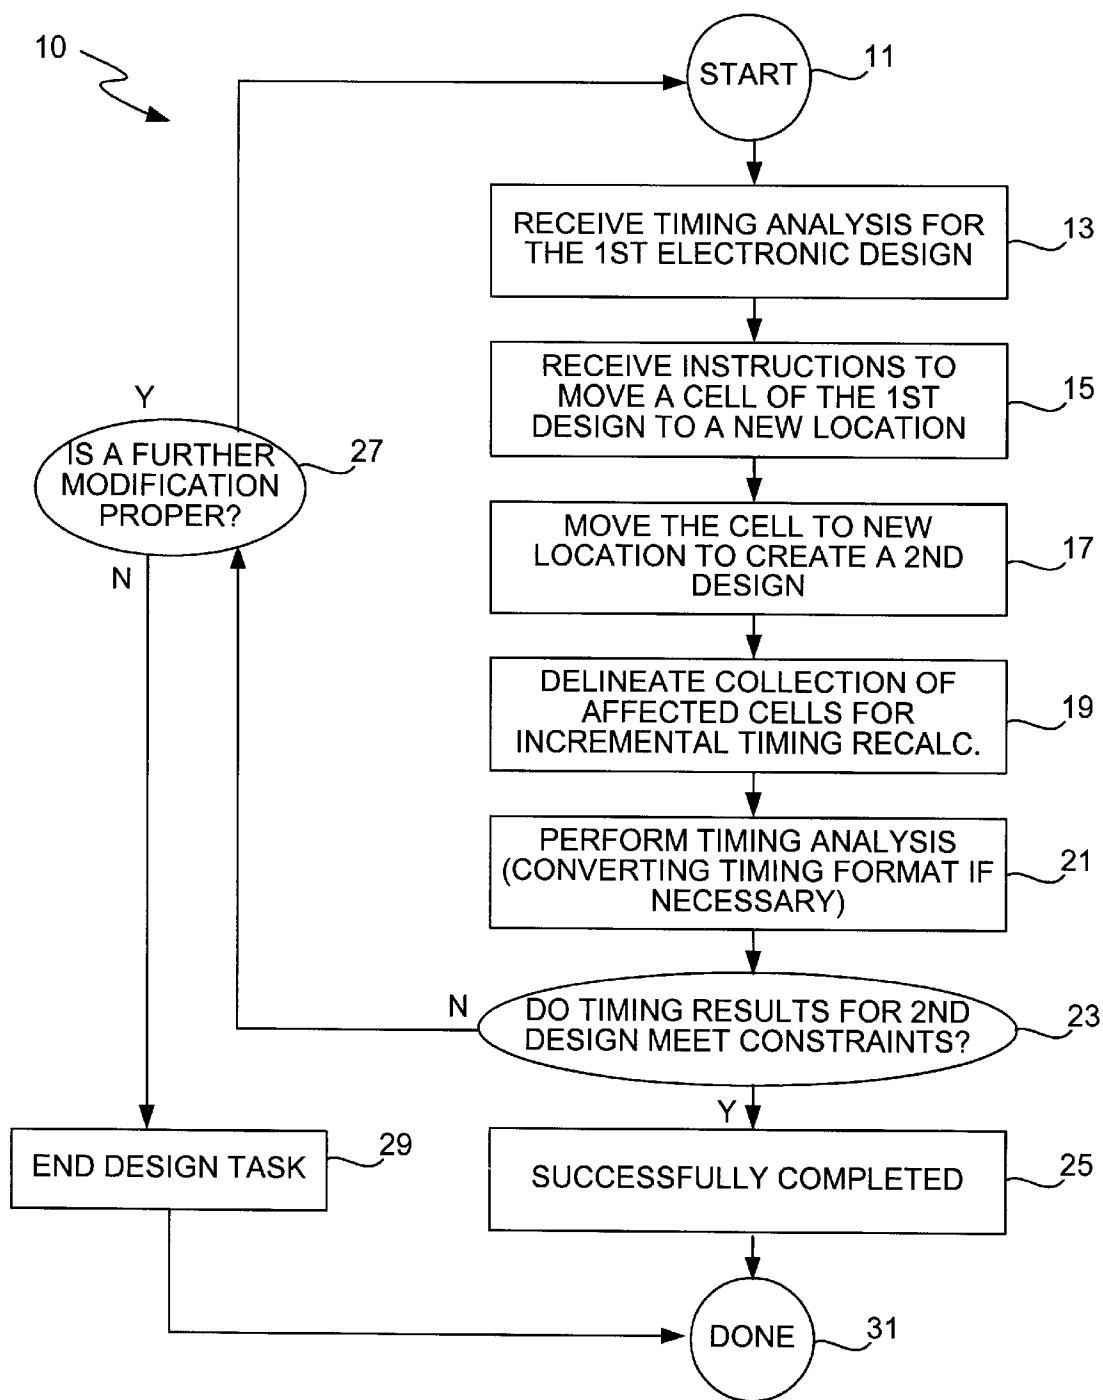 10
START
11
RECEIVE TIMING ANALYSIS FOR
THE 1ST ELECTRONIC DESIGN
13
RECEIVE INSTRUCTIONS TO
MOVE A CELL OF THE 1ST
DESIGN TO A NEW LOCATION
15
Y
IS A FURTHER
MODIFICATION
PROPER?
27
N
MOVE THE CELL TO NEW
LOCATION TO CREATE A 2ND
DESIGN
17
DELINEATE COLLECTION OF
AFFECTED CELLS FOR
INCREMENTAL TIMING RECALC.
19
PERFORM TIMING ANALYSIS
(CONVERTING TIMING FORMAT IF
NECESSARY)
21
N
DO TIMING RESULTS FOR 2ND
DESIGN MEET CONSTRAINTS?
23
Y
END DESIGN TASK
29
SUCCESSFULLY COMPLETED
25
DONE
31